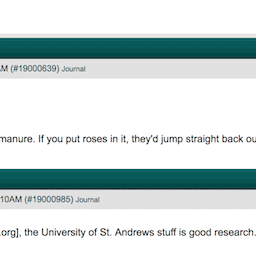 AM (#19000639) Journal
manure. If you put roses in it, they'd jump straight back ou
10AM (#19000985) Journal
.org], the University of St. Andrews stuff is good research.